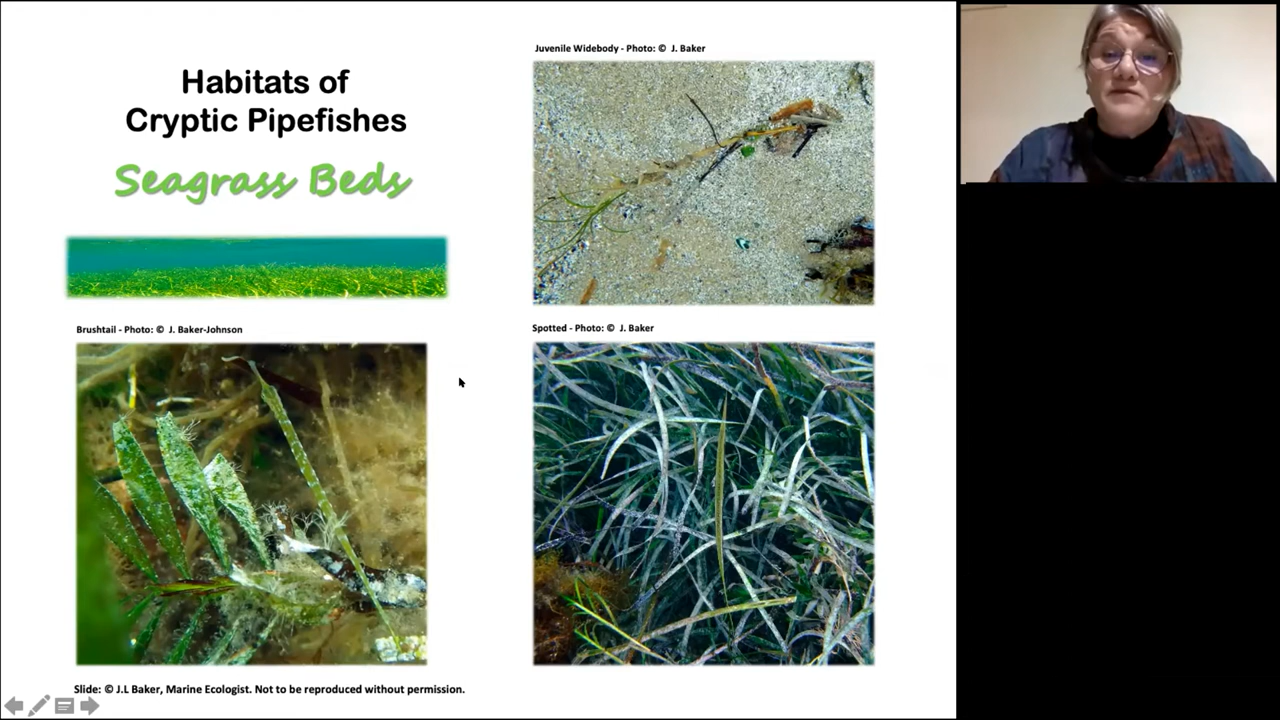 Habitats of
Cryptic Pipefishes
Seagrass Beds
Juvenile Widebody - Photo: © J. Baker
Brushtail - Photo: © J. Baker-Johnson
Spotted - Photo: © J. Baker
Slide: © J.L Baker, Marine Ecologist. Not to be reproduced without permission.